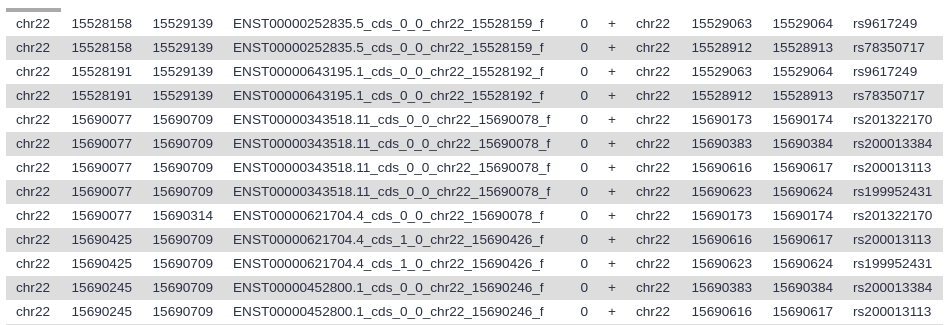 chr22 15528158 15529139 ENST00000252835.5_cds_0_0_chr22_15528159_f 0 + chr22 15529063 15529064 rs9617249
chr22 15528158 15529139 ENST00000252835.5_cds_0_0_chr22_15528159_f 0 + chr22 15528912 15528913 rs78350717
chr22 15528191 15529139 ENST00000643195.1_cds_0_0_chr22_15528192_f 0 + chr22 15529063 15529064 rs9617249
chr22 15528191 15529139 ENST00000643195.1_cds_0_0_chr22_15528192_f 0 + chr22 15528912 15528913 rs78350717
chr22 15690077 15690709 ENST00000343518.11_cds_0_0_chr22_15690078_f 0 + chr22 15690173 15690174 rs201322170
chr22 15690077 15690709 ENST00000343518.11_cds_0_0_chr22_15690078_f 0 + chr22 15690383 15690384 rs200013384
chr22 15690077 15690709 ENST00000343518.11_cds_0_0_chr22_15690078_f 0 + chr22 15690616 15690617 rs200013113
chr22 15690077 15690709 ENST00000343518.11_cds_0_0_chr22_15690078_f 0 + chr22 15690623 15690624 rs199952431
chr22 15690077 15690314 ENST00000621704.4_cds_0_0_chr22_15690078_f 0 + chr22 15690173 15690174 rs201322170
chr22 15690425 15690709 ENST00000621704.4_cds_1_0_chr22_15690426_f 0 + chr22 15690616 15690617 rs200013113
chr22 15690425 15690709 ENST00000621704.4_cds_1_0_chr22_15690426_f 0 + chr22 15690623 15690624 rs199952431
chr22 15690245 15690709 ENST00000452800.1_cds_0_0_chr22_15690246_f 0 + chr22 15690383 15690384 rs200013384
chr22 15690245 15690709 ENST00000452800.1_cds_0_0_chr22_15690246_f 0 + chr22 15690616 15690617 rs200013113